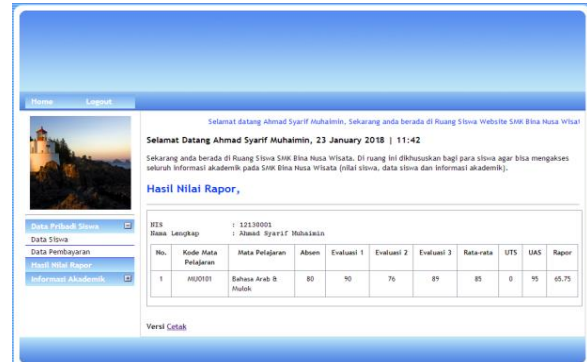 Home Logout
Selamat datang Ahmad Syarif Muhaimin, Sekarang anda berada di Ruang Siswa Website SMK Bina Nusa Wisat
Selamat Datang Ahmad Syarif Muhaimin, 23 January 2018 | 11:42
Sekarang anda berada di Ruang Siswa SMK Bina Nusa Wisata. Di ruang ini dikhususkan bagi para siswa agar bisa mengakses
seluruh informasi akademik pada SMK Bina Nusa Wisata (nilai siswa, data siswa dan informasi akademik).
Hasil Nilai Rapor,
Data Pribadi Siswa
Data Siswa
Data Pembayaran
Hasil Nilai Rapor
Informasi Akademik
NIS : 12130001
Nama Lengkap : Ahmad Syarif Muhaimin
No. Kode Mata Pelajaran Mata Pelajaran Absen Evaluasi 1 Evaluasi 2 Evaluasi 3 Rata-rata UTS UAS Rapor
1 MU0101 Bahasa Arab & Mulok 80 90 76 89 85 0 95 65.75
Versi Cetak